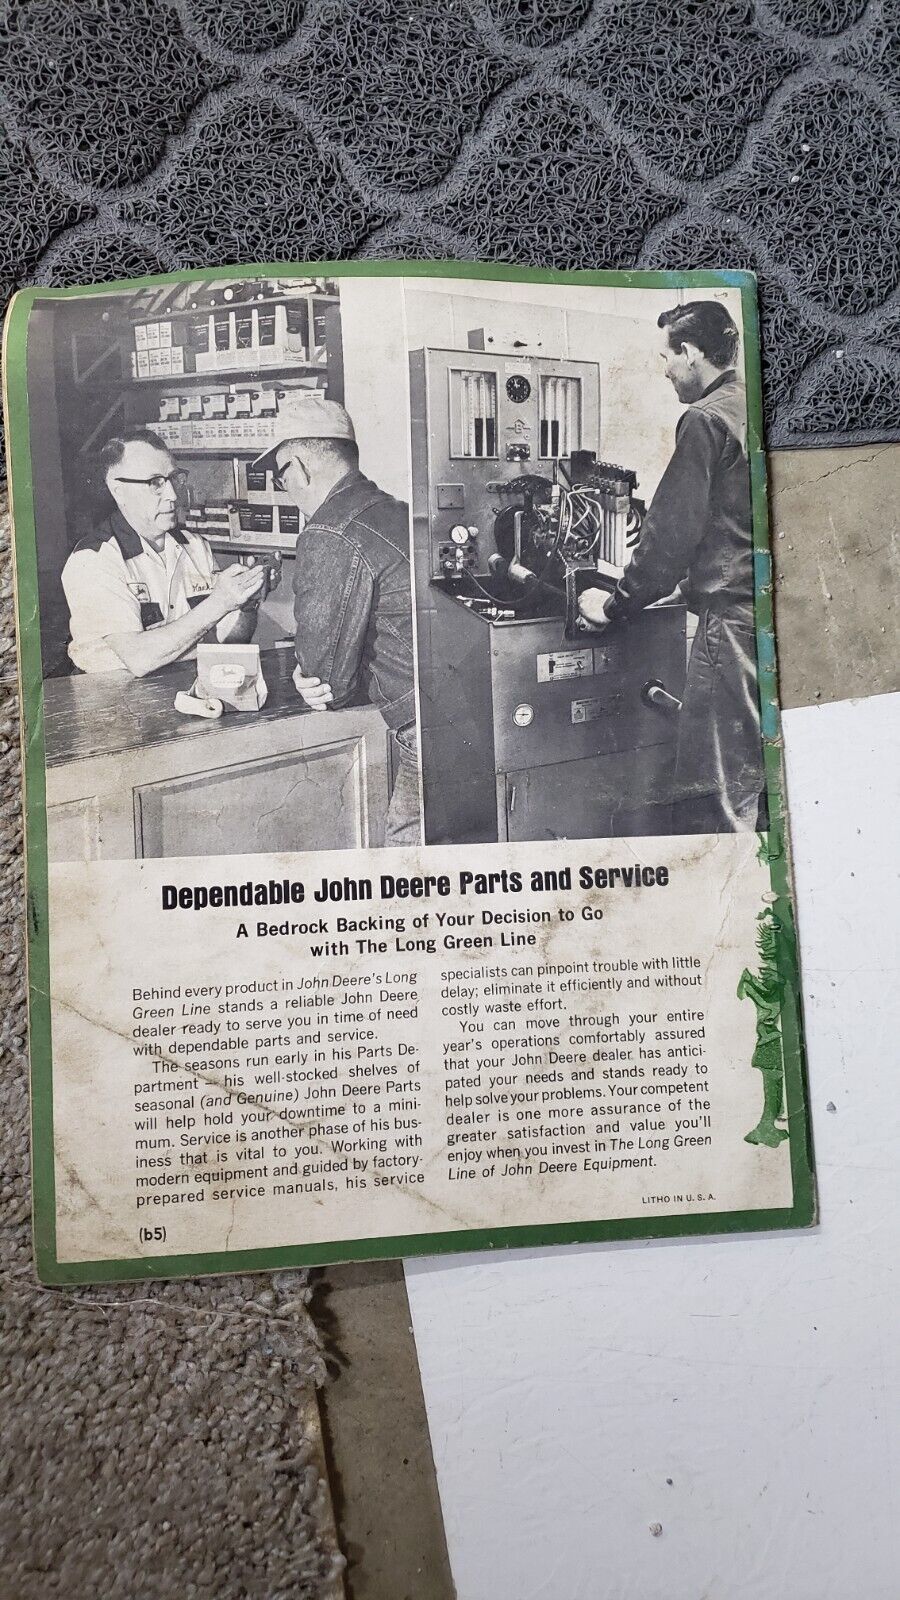 Dependable John Deere Parts and Service
A Bedrock Backing of Your Decision to Go
with The Long Green Line
Behind every product in John Deere's Long
Green Line stands a reliable John Deere
dealer ready to serve you in time of need
with dependable parts and service.
The seasons run early in his Parts De-
partment — his well-stocked shelves of
seasonal (and Genuine) John Deere Parts
will help hold your downtime to a mini-
mum. Service is another phase of his bus-
iness that is vital to you. Working with
modern equipment and guided by factory-
prepared service manuals, his service
specialists can pinpoint trouble with little
delay; eliminate it efficiently and without
costly waste effort.
You can move through your entire
year's operations comfortably assured
that your John Deere dealer has antici-
pated your needs and stands ready to
help solve your problems. Your competent
dealer is one more assurance of the
greater satisfaction and value you'll
enjoy when you invest in The Long Green
Line of John Deere Equipment.
LITHO IN U. S. A.
(b5)